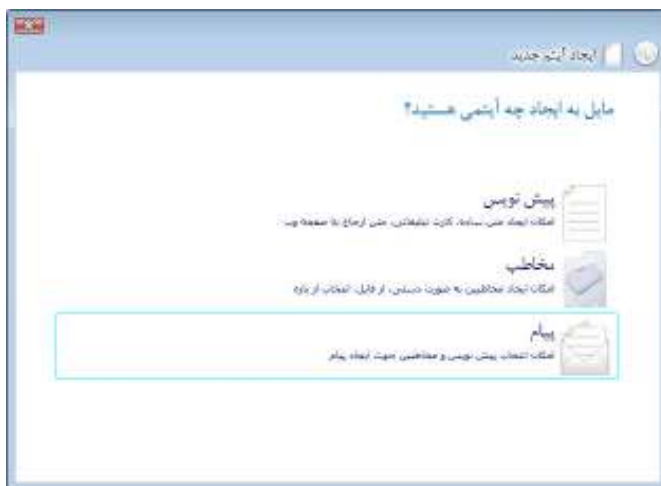 ایجاد آیتم جدید
مایل به ایجاد چه آیتمی هستید؟
پیش نویس
امکان ایجاد متن ساده، کارت تبلیغاتی، متن ارجاع به صفحه وب
مخاطب
امکان ایجاد مخاطبین به صورت دستی، از فایل، انتخاب از بازه
پیام
امکان انتخاب پیش نویس و مخاطبین جهت ایجاد پیام